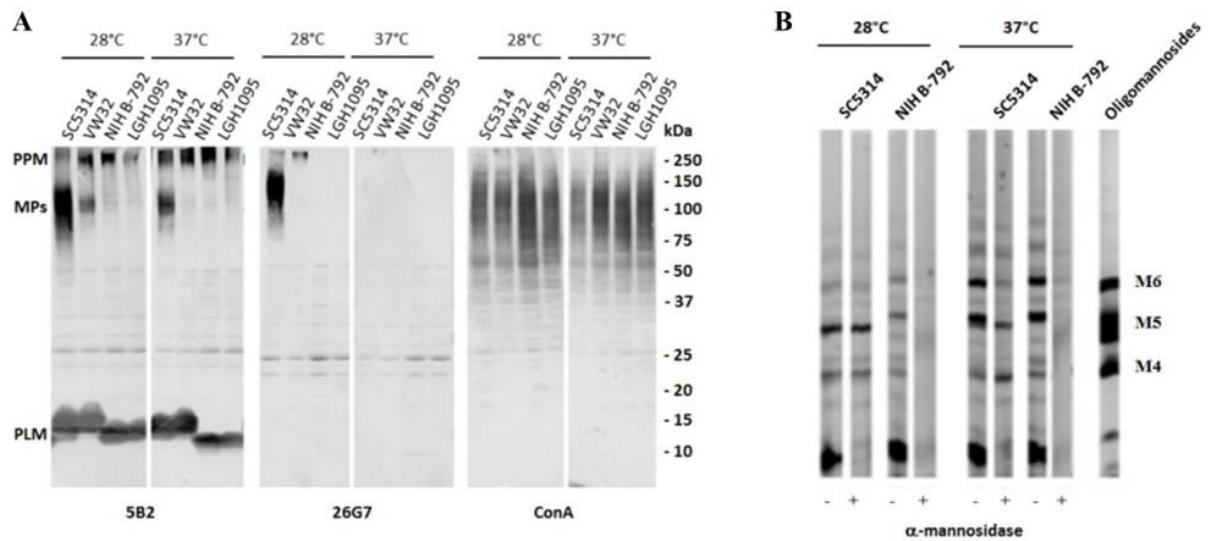 A
28°C 37°C 28°C 37°C 28°C 37°C
SC5314 VW32 NIH B-792 LGH1095 SC5314 VW32 NIH B-792 LGH1095 SC5314 VW32 NIH B-792 LGH1095 SC5314 VW32 NIH B-792 LGH1095 SC5314 VW32 NIH B-792 LGH1095 SC5314 VW32 NIH B-792 LGH1095
kDa
PPM - 250
- 150
MPs - 100
- 75
- 50
- 37
- 25
- 20
PLM - 15
- 10
5B2 26G7 ConA
B
28°C 37°C
SC5314 NIH B-792 SC5314 NIH B-792 Oligomannosides
M6
M5
M4
- + - + - + - +
α-mannosidase